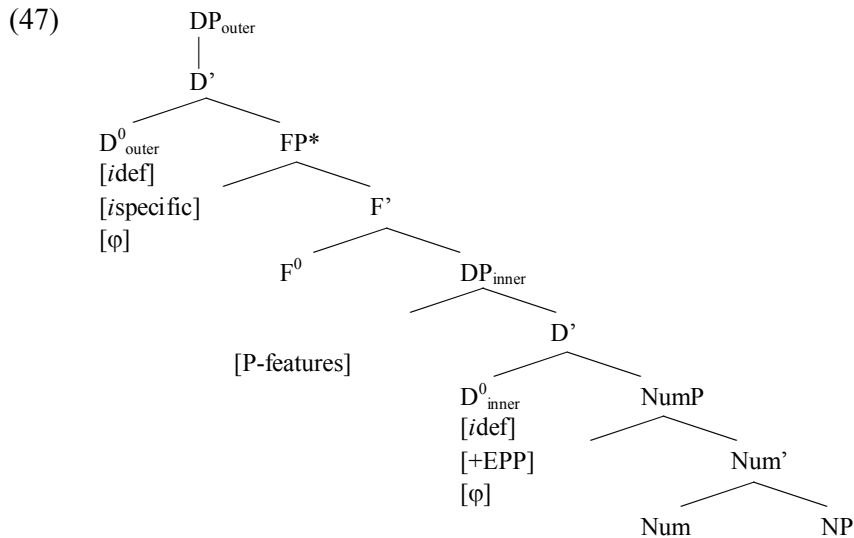 (47) DPouter
D’
D⁰outer FP*
[idef]
[ispecific] F’
[φ]
F⁰ DPinner
D’
[P-features]
D⁰inner NumP
[idef]
[+EPP] Num’
[φ]
Num NP